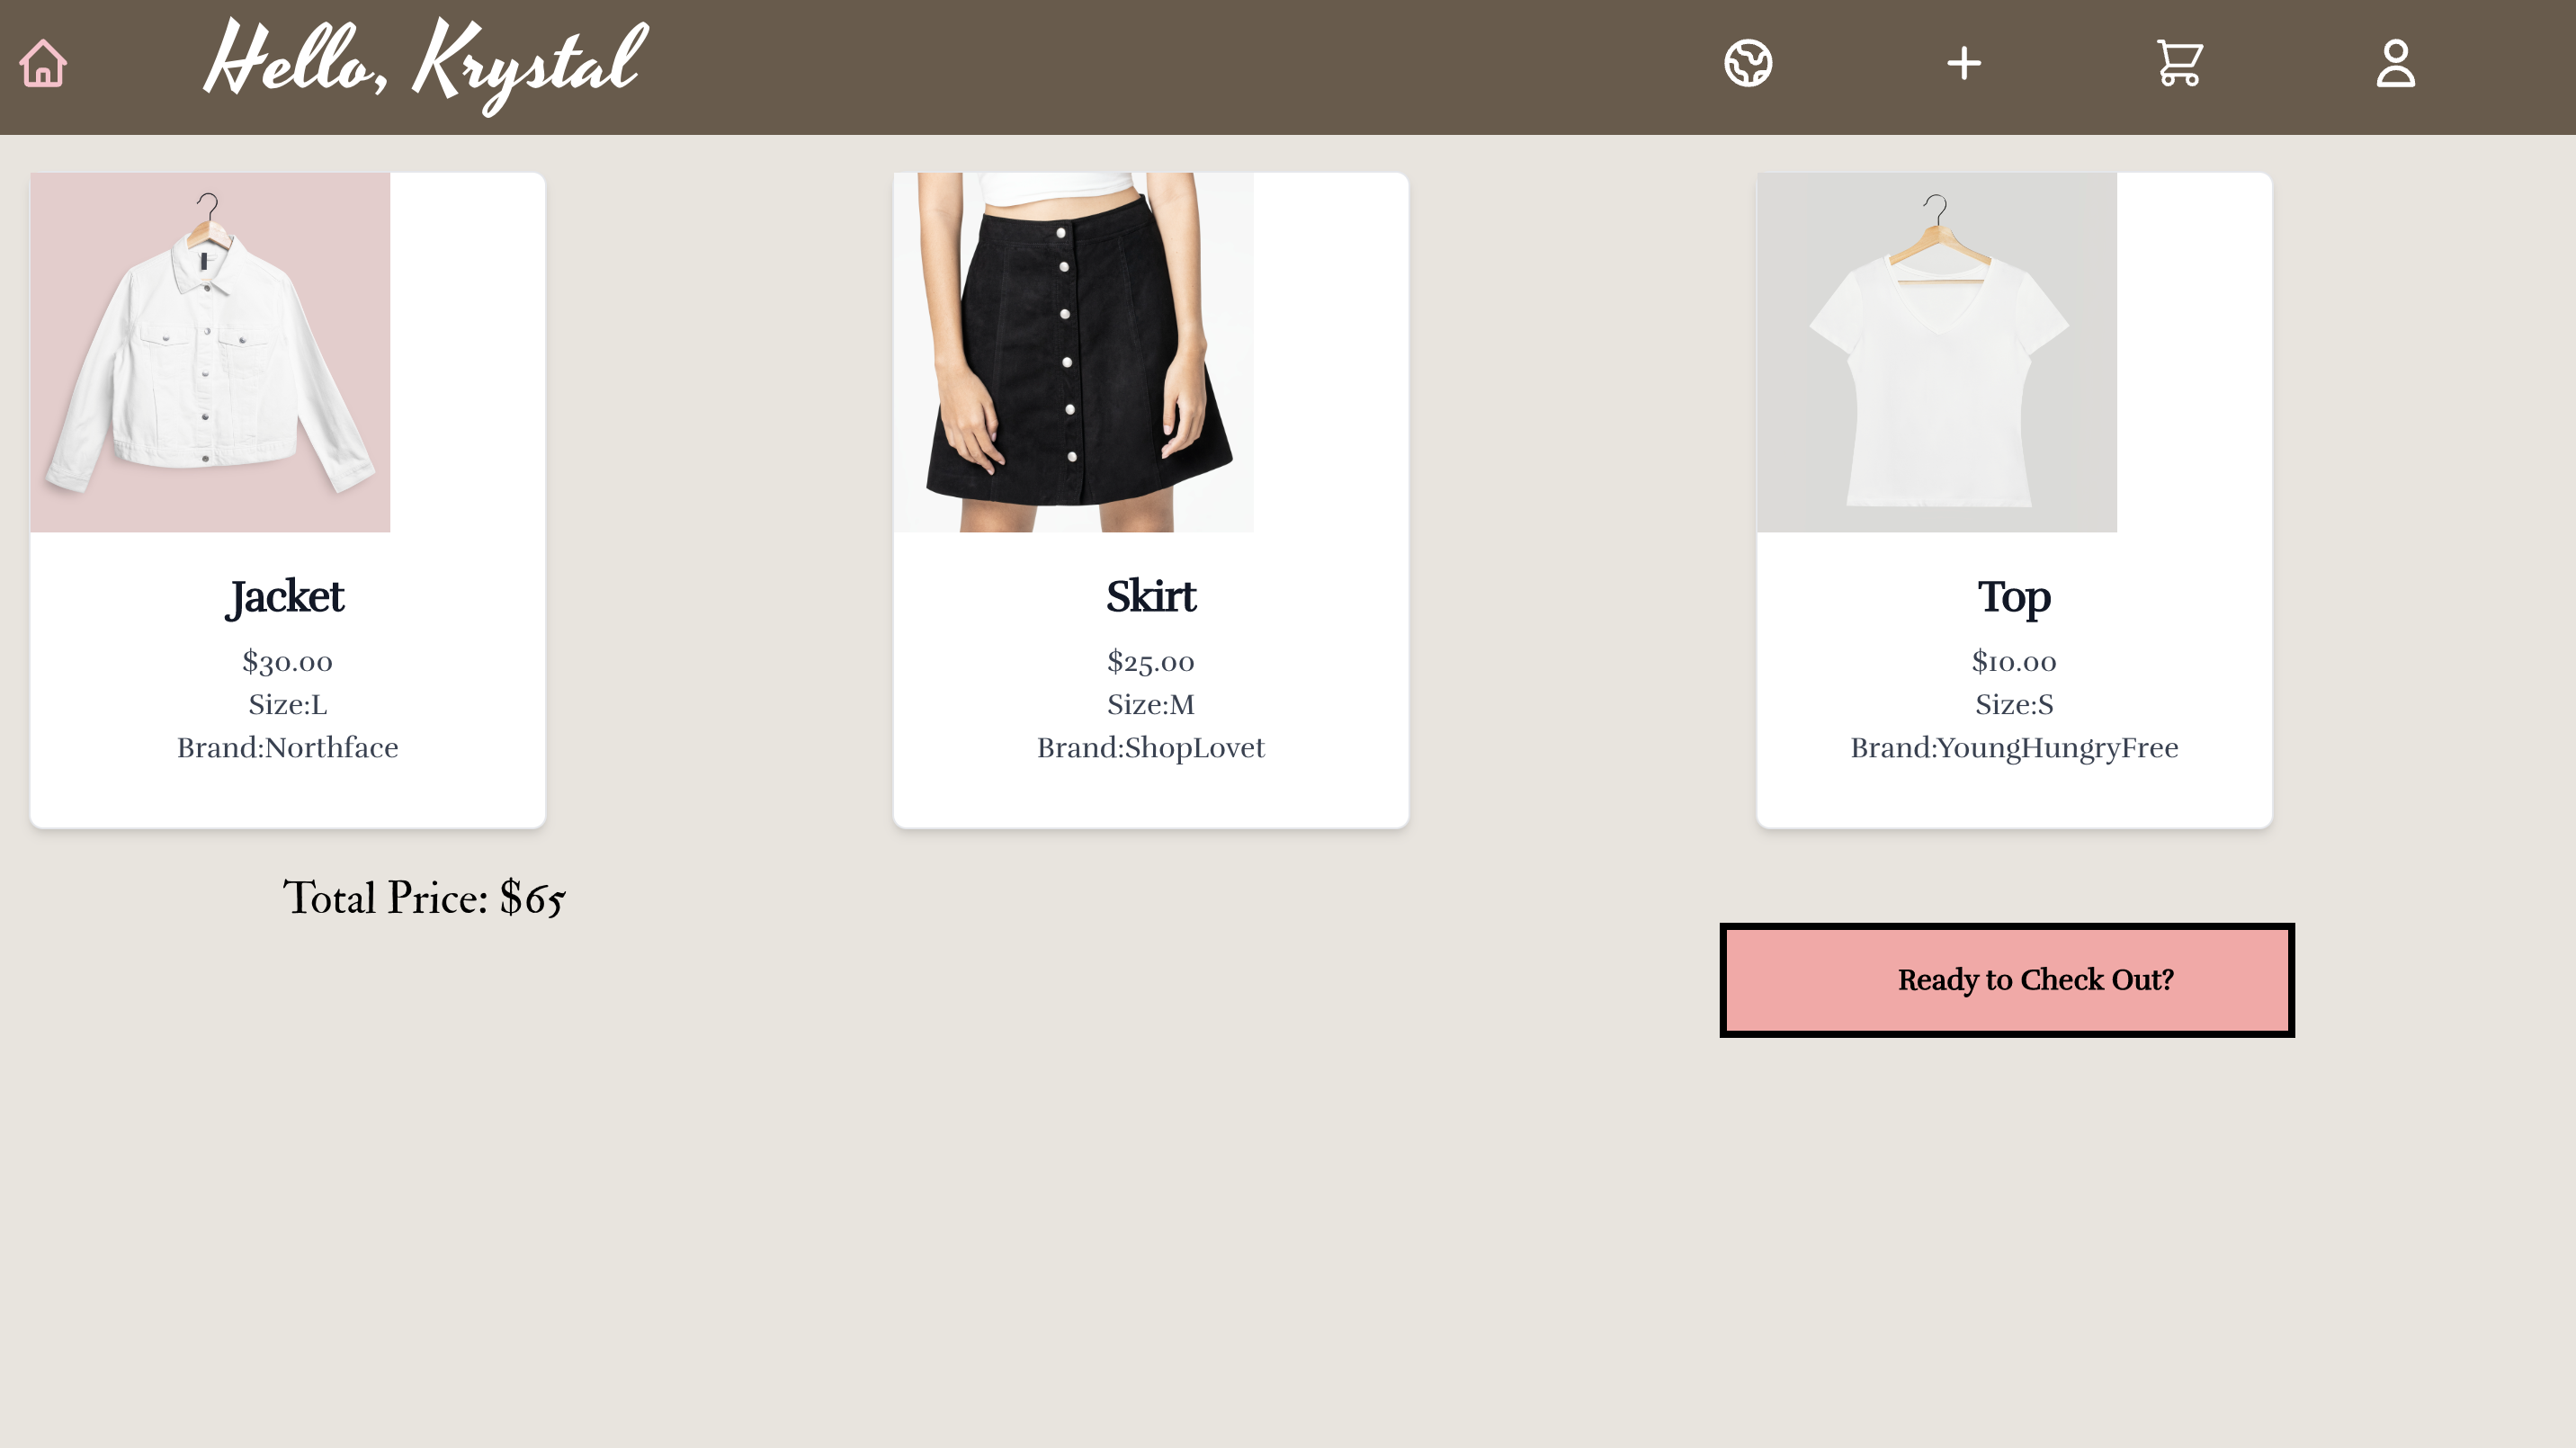 Hello, Krystal
Jacket
$30.00
Size:L
Brand:Northface
Skirt
$25.00
Size:M
Brand:ShopLovet
Top
$10.00
Size:S
Brand:YoungHungryFree
Total Price: $65
Ready to Check Out?